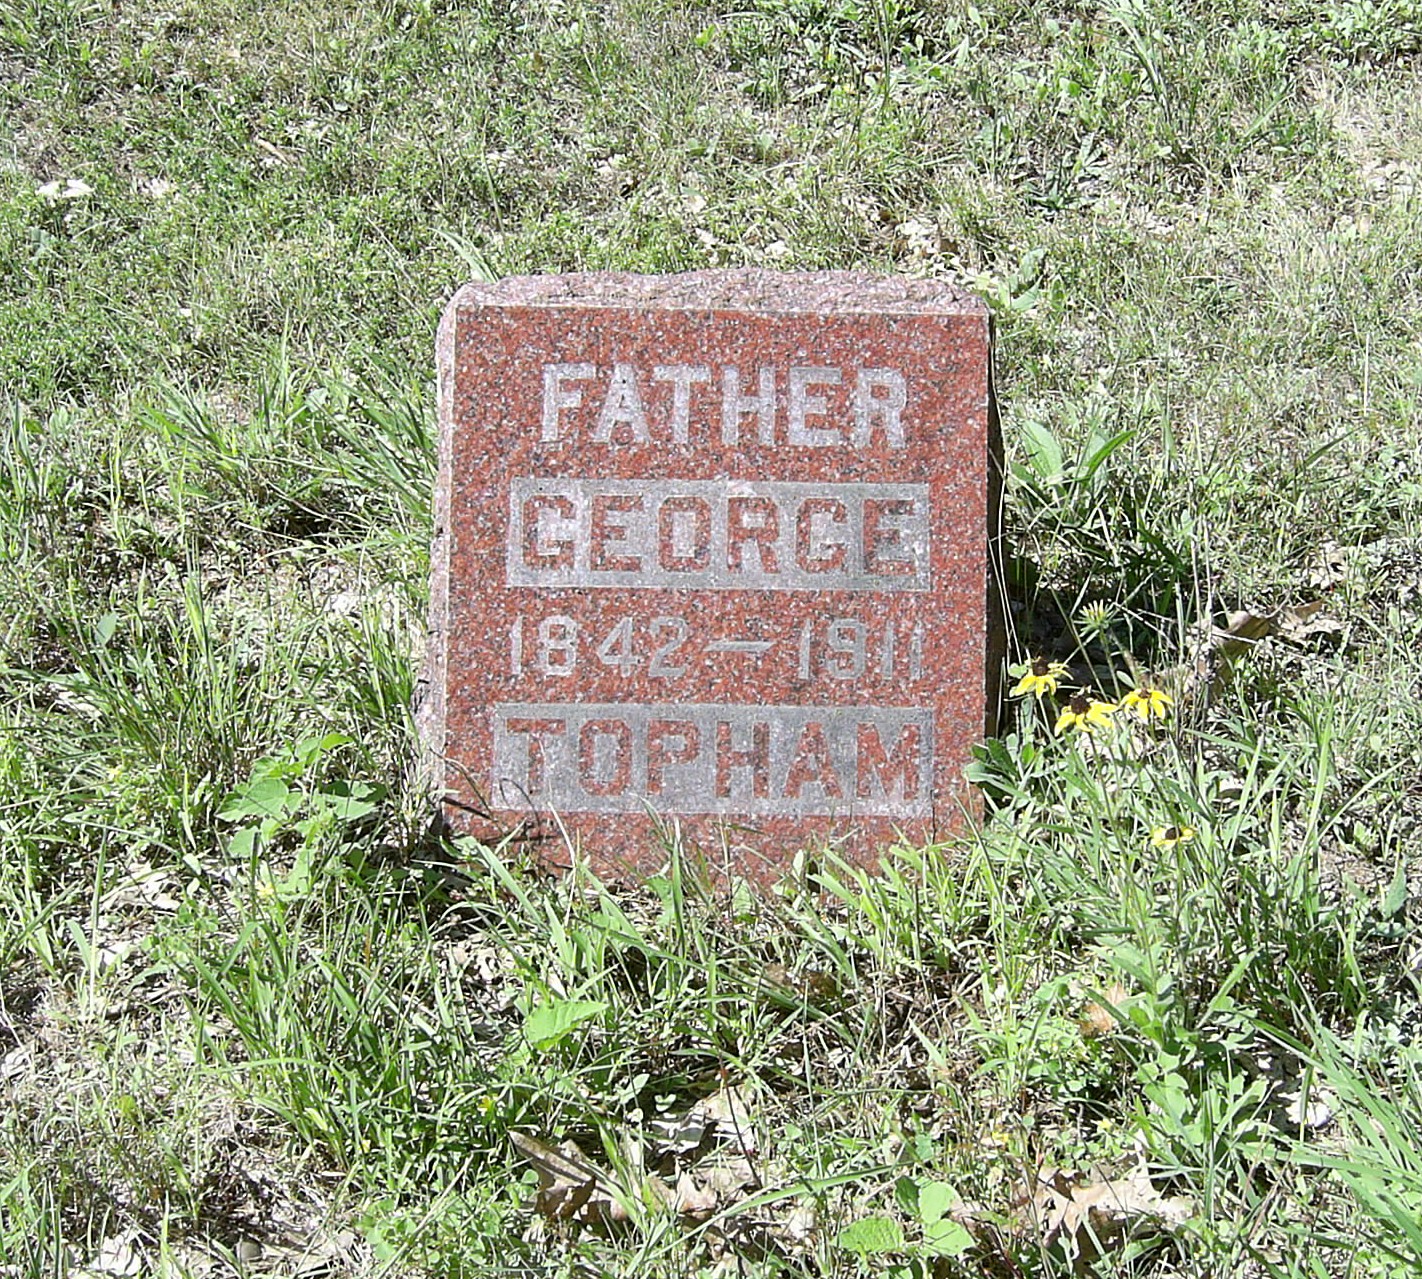 FATHER
GEORGE
1842-1911
TOPHAM